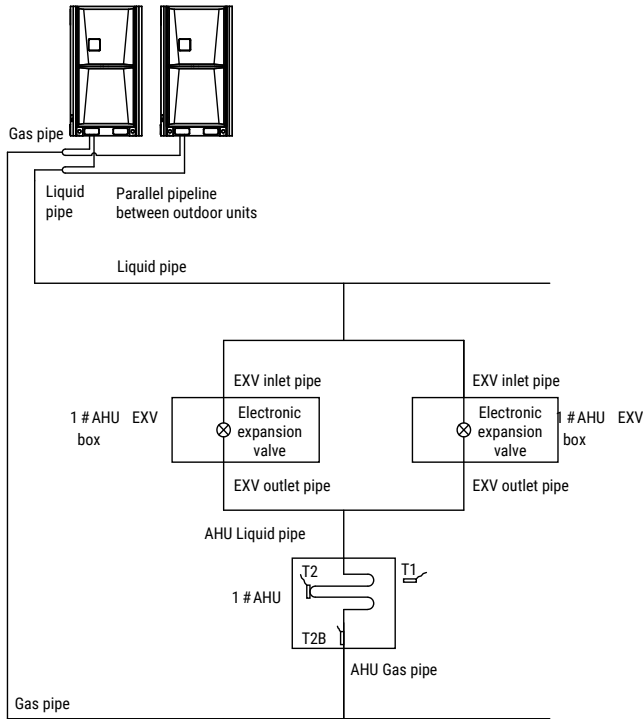 Gas pipe
Liquid
pipe
Parallel pipeline
between outdoor units
Liquid pipe
EXV inlet pipe
EXV inlet pipe
1 # AHU EXV
box
Electronic
expansion
valve
Electronic
expansion
valve
1 # AHU EXV
box
EXV outlet pipe
EXV outlet pipe
AHU Liquid pipe
T2
T1
1 # AHU
T2B
AHU Gas pipe
Gas pipe